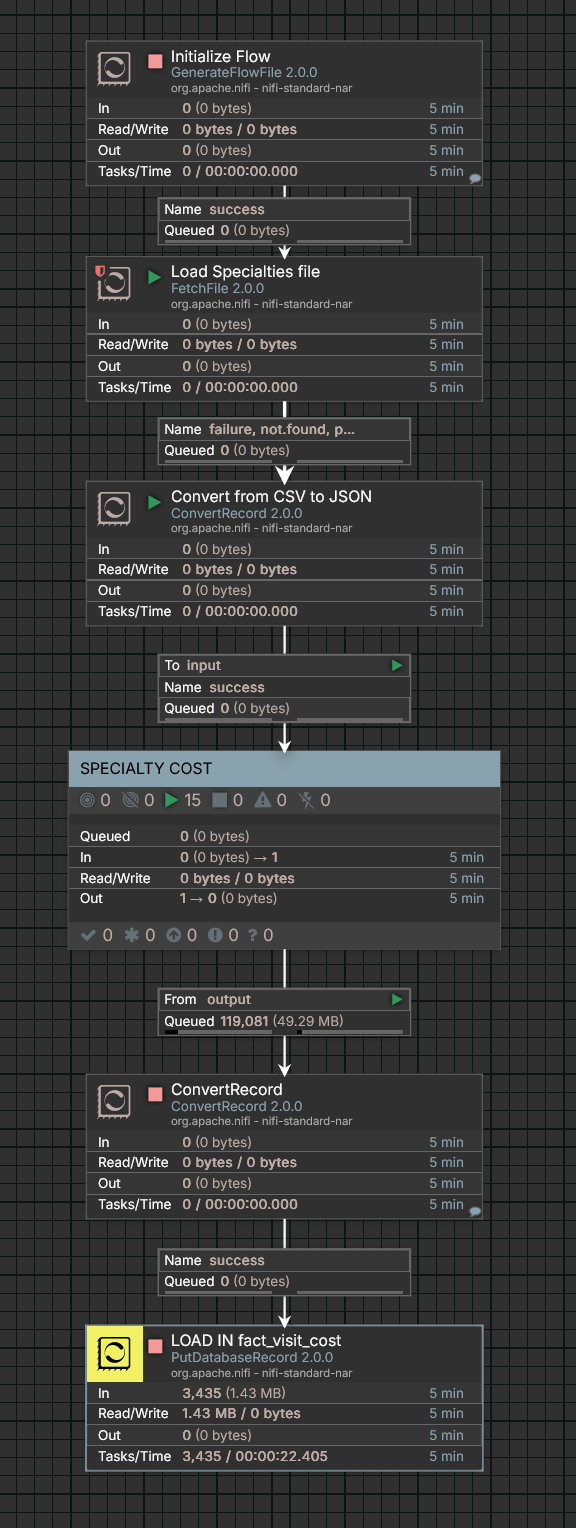 Initialize Flow
GenerateFlowFile 2.0.0
org.apache.nifi - nifi-standard-nar
In 0 (0 bytes) 5 min
Read/Write 0 bytes / 0 bytes 5 min
Out 0 (0 bytes) 5 min
Tasks/Time 0 / 00:00:00.000 5 min
Name success
Queued 0 (0 bytes)
Load Specialties file
FetchFile 2.0.0
org.apache.nifi - nifi-standard-nar
In 0 (0 bytes) 5 min
Read/Write 0 bytes / 0 bytes 5 min
Out 0 (0 bytes) 5 min
Tasks/Time 0 / 00:00:00.000 5 min
Name failure, not.found, p...
Queued 0 (0 bytes)
Convert from CSV to JSON
ConvertRecord 2.0.0
org.apache.nifi - nifi-standard-nar
In 0 (0 bytes) 5 min
Read/Write 0 bytes / 0 bytes 5 min
Out 0 (0 bytes) 5 min
Tasks/Time 0 / 00:00:00.000 5 min
To input
Name success
Queued 0 (0 bytes)
SPECIALTY COST
0 0 15 0 0 0
Queued 0 (0 bytes)
In 0 (0 bytes) → 1 5 min
Read/Write 0 bytes / 0 bytes 5 min
Out 1 → 0 (0 bytes) 5 min
0 0 0 0 ? 0
From output
Queued 119,081 (49.29 MB)
ConvertRecord
ConvertRecord 2.0.0
org.apache.nifi - nifi-standard-nar
In 0 (0 bytes) 5 min
Read/Write 0 bytes / 0 bytes 5 min
Out 0 (0 bytes) 5 min
Tasks/Time 0 / 00:00:00.000 5 min
Name success
Queued 0 (0 bytes)
LOAD IN fact_visit_cost
PutDatabaseRecord 2.0.0
org.apache.nifi - nifi-standard-nar
In 3,435 (1.43 MB) 5 min
Read/Write 1.43 MB / 0 bytes 5 min
Out 0 (0 bytes) 5 min
Tasks/Time 3,435 / 00:00:22.405 5 min